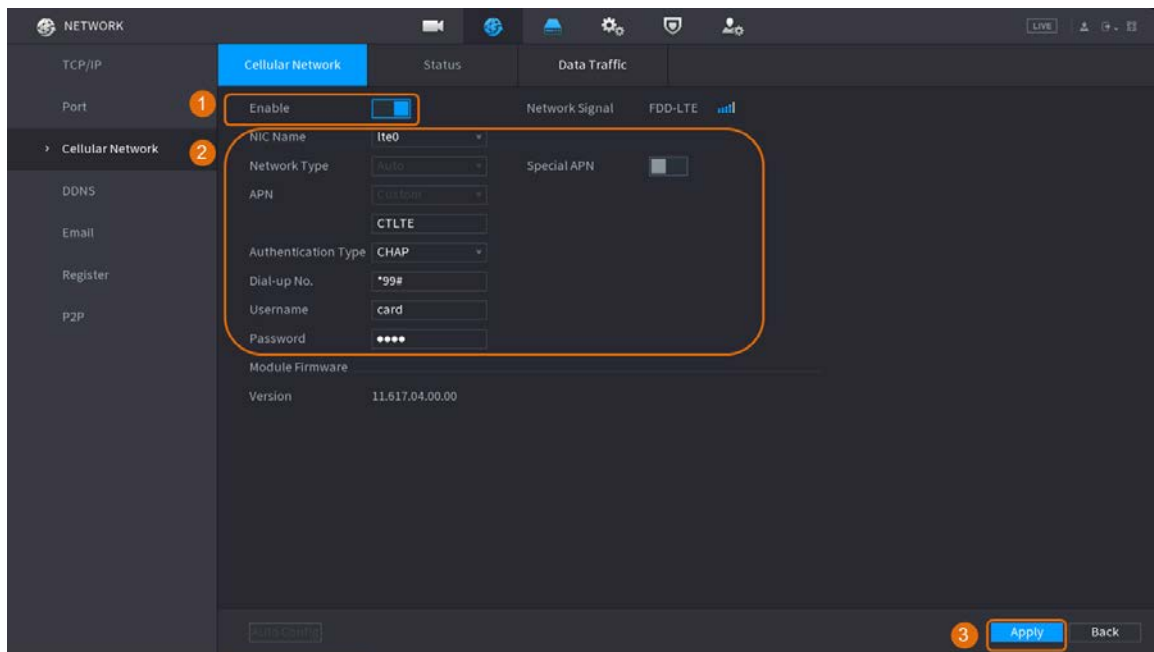 NETWORK
LIVE
TCP/IP
Port
Cellular Network
DDNS
Email
Register
P2P
Cellular Network Status Data Traffic
1 Enable Network Signal FDD-LTE
2
NIC Name lte0
Network Type Auto Special APN
APN Custom
CTLTE
Authentication Type CHAP
Dial-up No. *99#
Username card
Password ●●●●
Module Firmware
Version 11.617.04.00.00
Auto Config
3 Apply Back